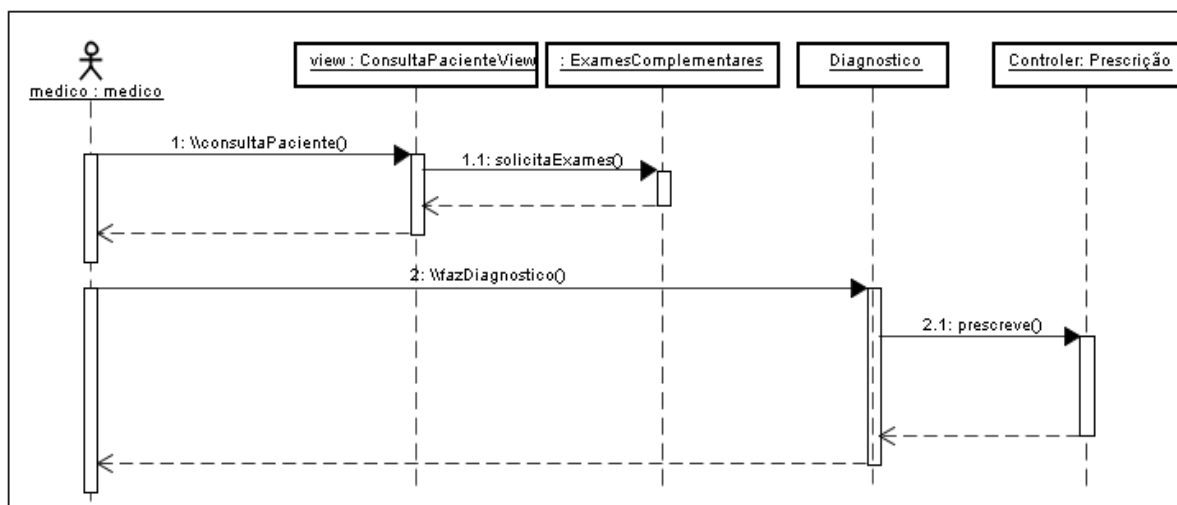 view : ConsultaPacienteView
: ExamesComplementares
Diagnostico
Controler: Prescrição
medico : medico
1: \\consultaPaciente()
1.1: solicitaExames()
2: \\fazDiagnostico()
2.1: prescreve()